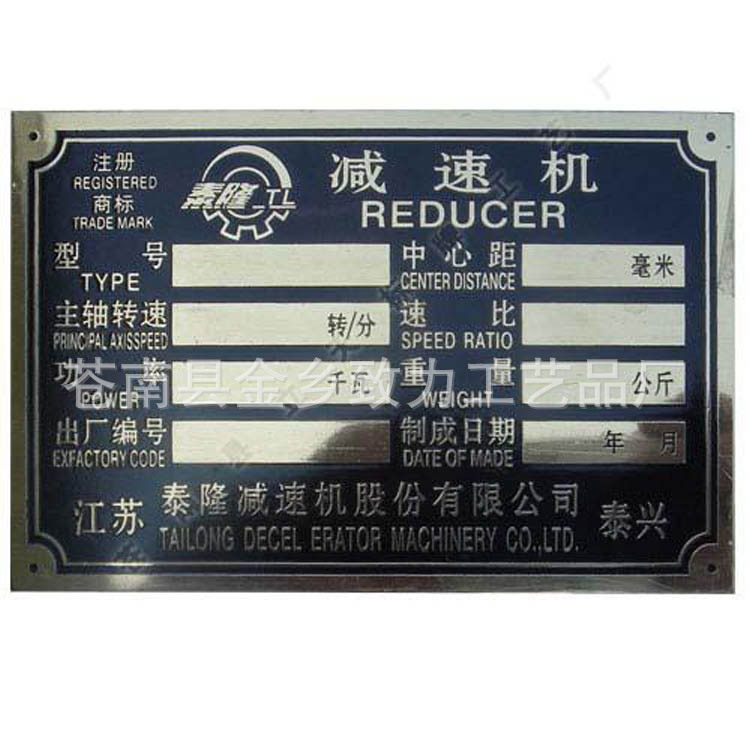 注册
REGISTERED
商标
TRADE MARK
泰隆 TL
减速机
REDUCER
型号
TYPE
中心距
CENTER DISTANCE
毫米
主轴转速
PRINCIPAL AXISSPEED
转/分
速比
SPEED RATIO
功率
POWER
千瓦
重量
WEIGHT
公斤
苍南县金乡致力工艺品厂
出厂编号
EXFACTORY CODE
制成日期
DATE OF MADE
年 月
江苏
泰隆减速机股份有限公司
TAILONG DECEL ERATOR MACHINERY CO.,LTD.
泰兴